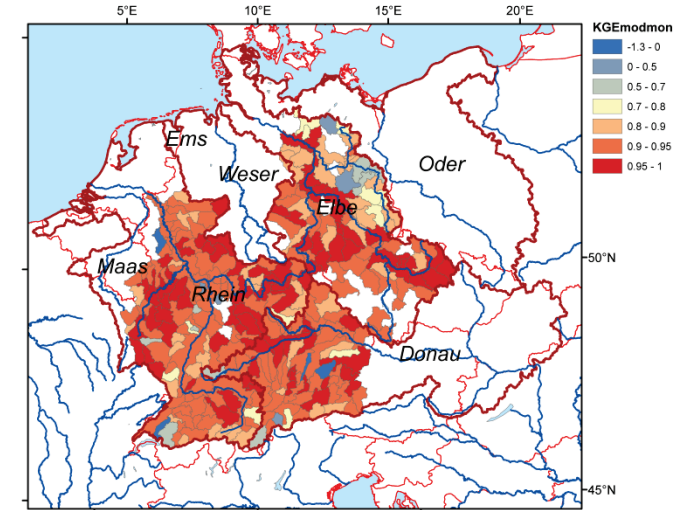 5°E 10°E 15°E 20°E
KGEmodmon
-1.3 - 0
0 - 0.5
0.5 - 0.7
0.7 - 0.8
0.8 - 0.9
0.9 - 0.95
0.95 - 1
Ems
Weser
Oder
Elbe
Maas
50°N
Rhein
Donau
45°N